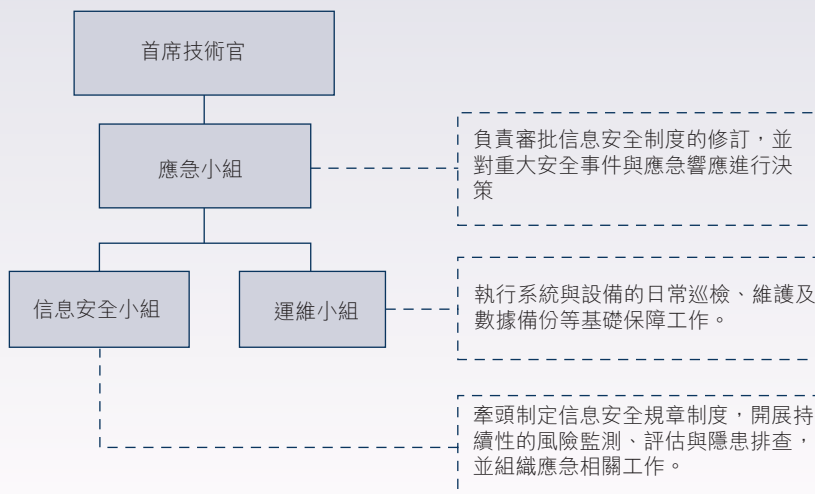 首席技術官
應急小組
負責審批信息安全制度的修訂，並
對重大安全事件與應急響應進行決
策
信息安全小組
運維小組
執行系統與設備的日常巡檢、維護及
數據備份等基礎保障工作。
牽頭制定信息安全規章制度，開展持
續性的風險監測、評估與隱患排查，
並組織應急相關工作。